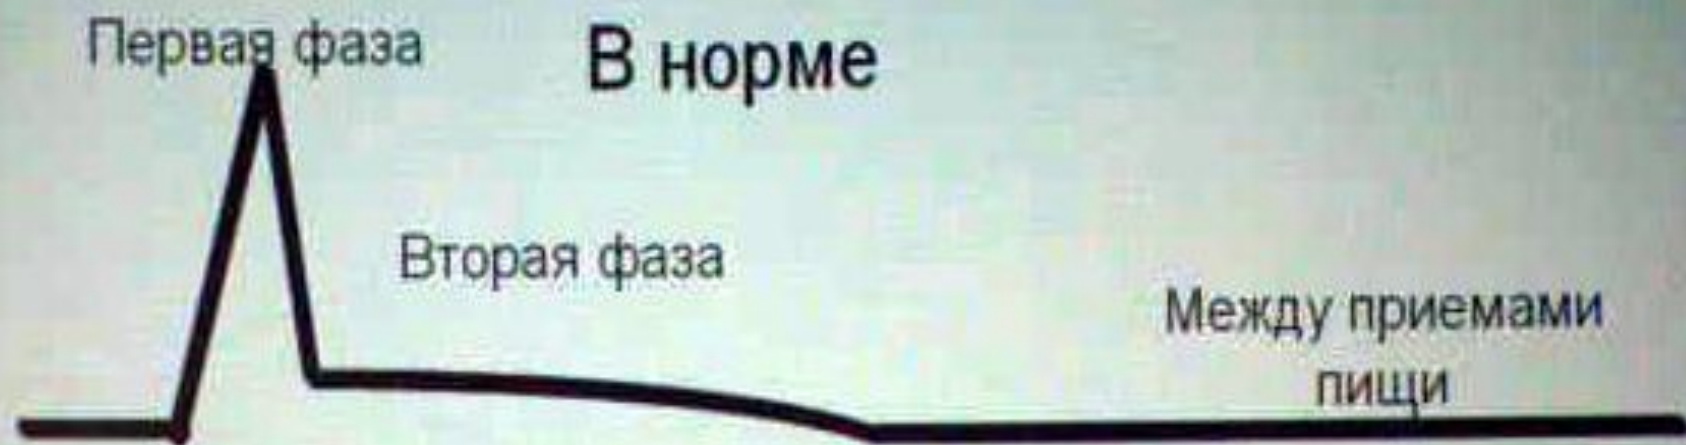 Первая фаза
В норме
Вторая фаза
Между приемами
пищи